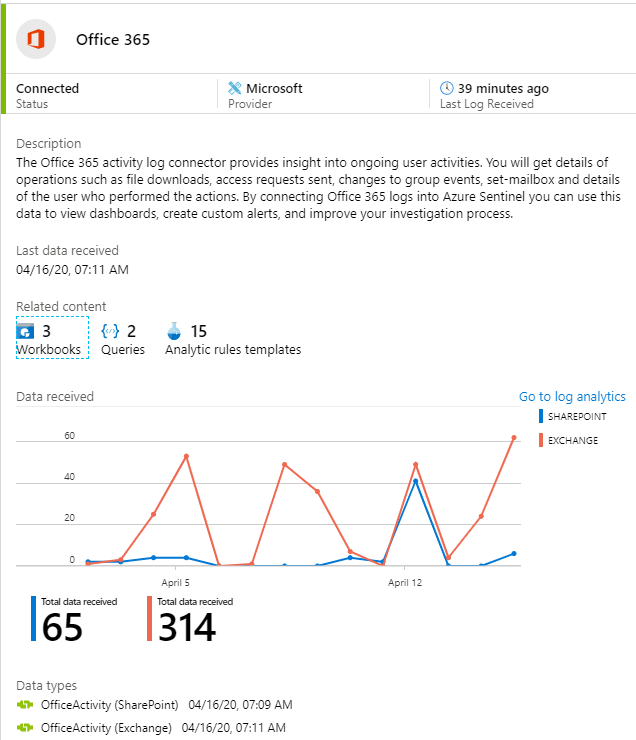 Office 365
Connected
Status
Microsoft
Provider
39 minutes ago
Last Log Received
Description
The Office 365 activity log connector provides insight into ongoing user activities. You will get details of
operations such as file downloads, access requests sent, changes to group events, set-mailbox and details
of the user who performed the actions. By connecting Office 365 logs into Azure Sentinel you can use this
data to view dashboards, create custom alerts, and improve your investigation process.
Last data received
04/16/20, 07:11 AM
Related content
3
Workbooks
2
Queries
15
Analytic rules templates
Data received
Go to log analytics
SHAREPOINT
EXCHANGE
60
40
20
0
April 5
April 12
Total data received
65
Total data received
314
Data types
OfficeActivity (SharePoint) 04/16/20, 07:09 AM
OfficeActivity (Exchange) 04/16/20, 07:11 AM